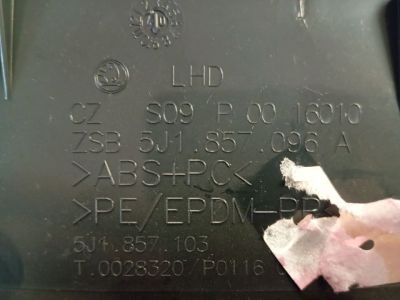 LHD
CZ S09 P 00 16010
ZSB 5J1.857.096 A
>ABS+PC<
>PE/EPDM-PP
5J1.857.103
T.0028320 P0116